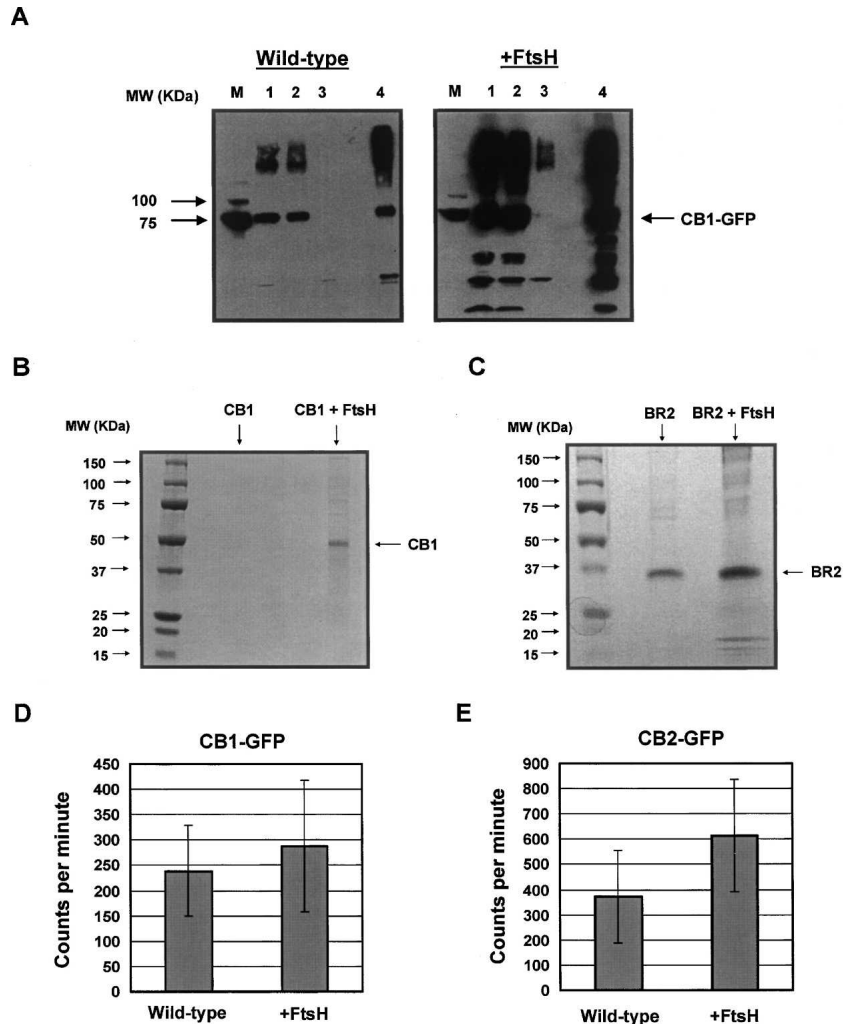 A
Wild-type +FtsH
MW (KDa) M 1 2 3 4 M 1 2 3 4
100
75
CB1-GFP
B
CB1 CB1 + FtsH
MW (KDa)
150
100
75
50
37
25
20
15
CB1
C
BR2 BR2 + FtsH
MW (KDa)
150
100
75
50
37
25
20
15
BR2
D
CB1-GFP
Counts per minute
450
400
350
300
250
200
150
100
50
0
Wild-type +FtsH
E
CB2-GFP
Counts per minute
900
800
700
600
500
400
300
200
100
0
Wild-type +FtsH